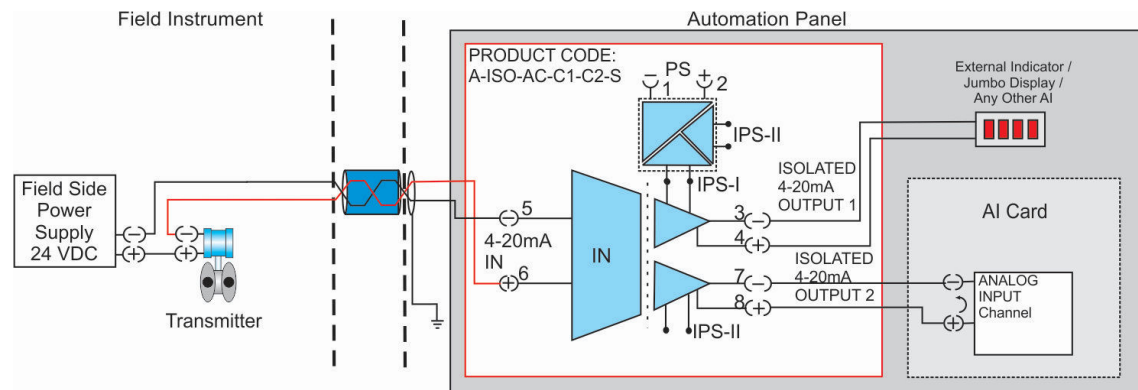 Field Instrument
Automation Panel
PRODUCT CODE:
A-ISO-AC-C1-C2-S
PS
1
2
IPS-II
External Indicator /
Jumbo Display /
Any Other AI
Field Side
Power
Supply
24 VDC
Transmitter
5
4-20mA
IN
6
IN
IPS-I
ISOLATED
4-20mA
OUTPUT 1
3
4
7
8
ISOLATED
4-20mA
OUTPUT 2
IPS-II
AI Card
ANALOG
INPUT
Channel